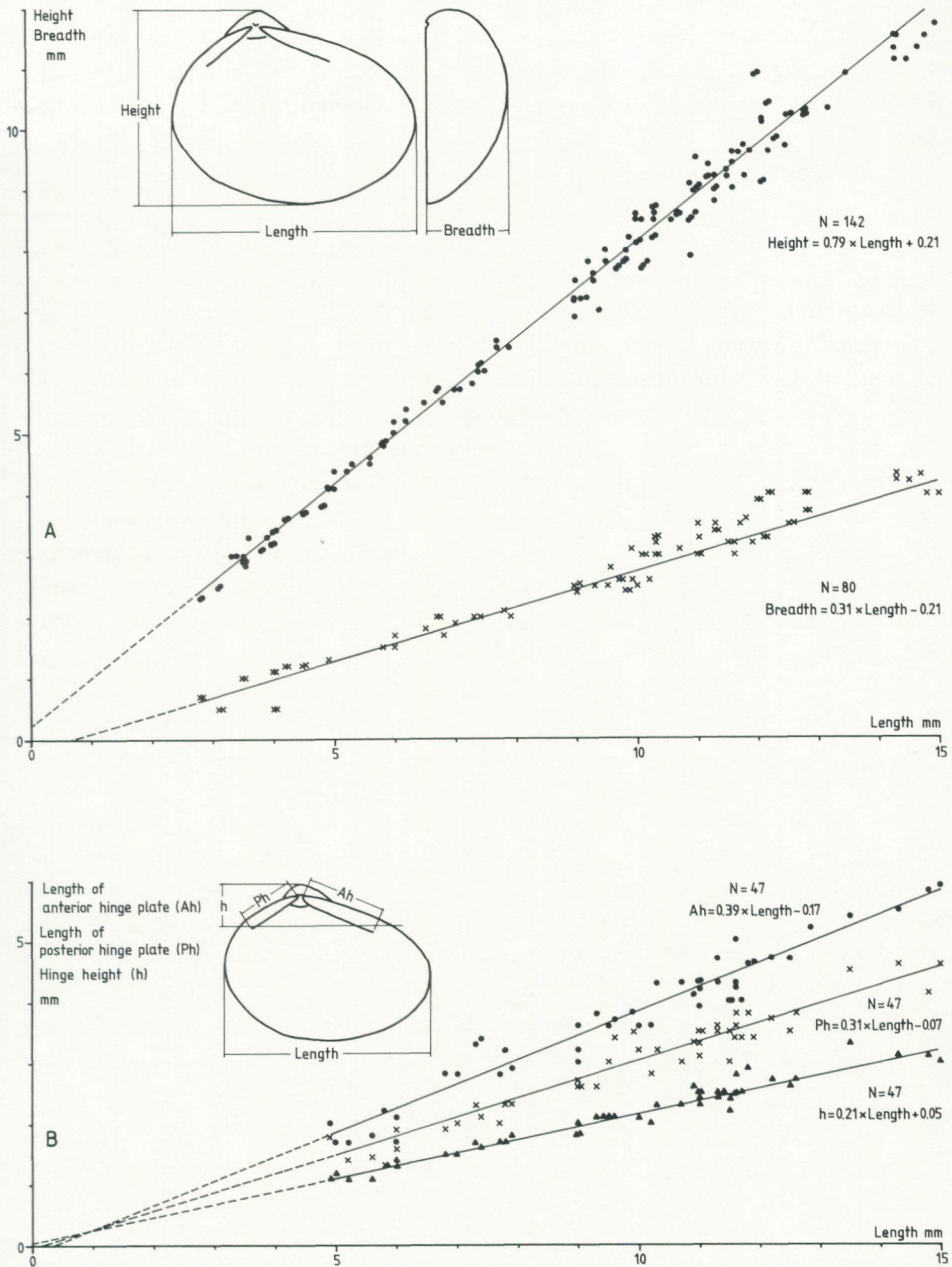 Height
Breadth
mm
Height
Length
Breadth
10
N = 142
Height = 0.79 × Length + 0.21
5
A
N = 80
Breadth = 0.31 × Length − 0.21
Length mm
0
0
5
10
15
Length of
anterior hinge plate (Ah)
Length of
posterior hinge plate (Ph)
Hinge height (h)
mm
h
Ph
Ah
Length
N = 47
Ah = 0.39 × Length − 0.17
5
N = 47
Ph = 0.31 × Length − 0.07
N = 47
h = 0.21 × Length + 0.05
B
Length mm
0
0
5
10
15